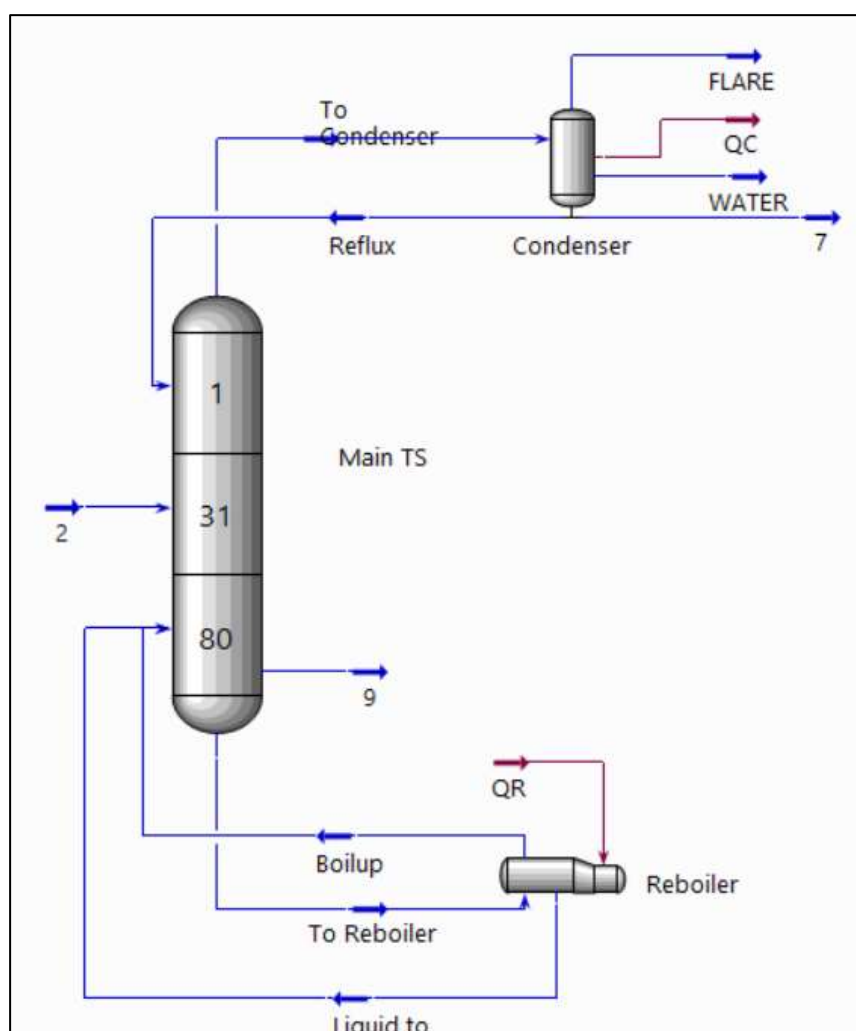 FLARE
To
Condenser
QC
WATER
Reflux
Condenser
7
1
Main TS
31
2
80
9
QR
Boilup
Reboiler
To Reboiler
Liquid to